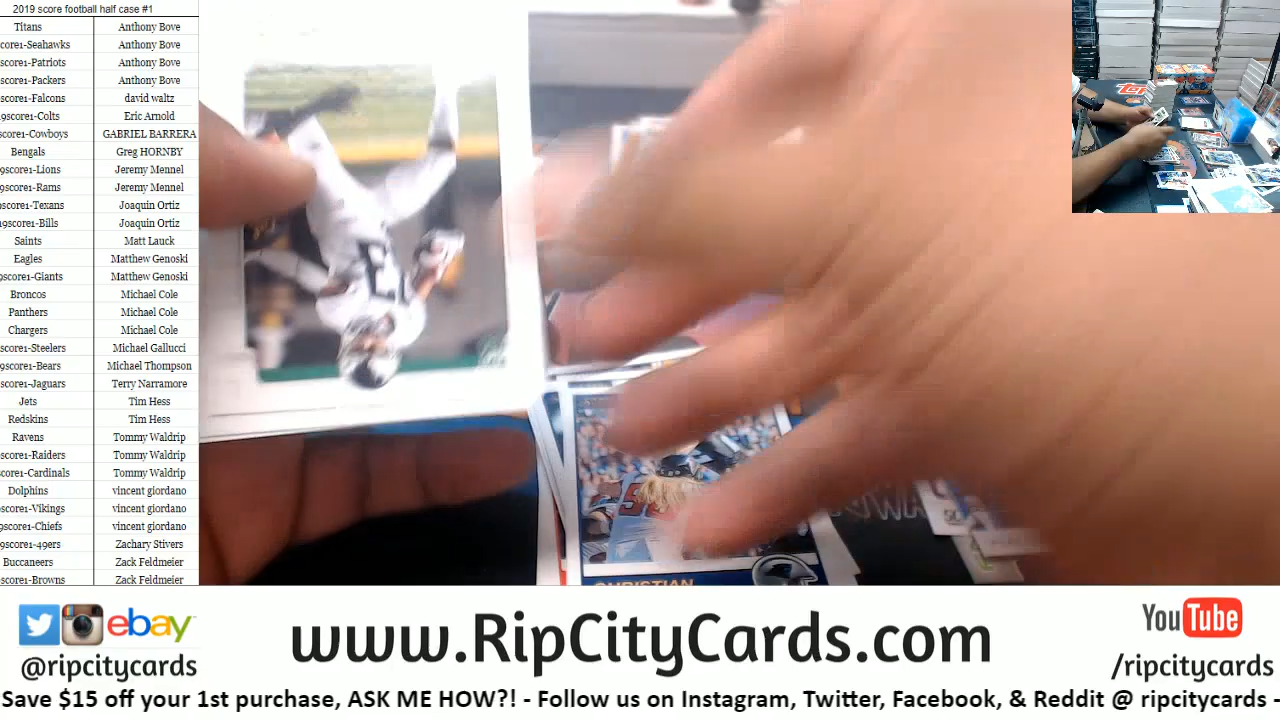 2019 score football half case #1
Titans Anthony Bove
core1-Seahawks Anthony Bove
score1-Patriots Anthony Bove
score1-Packers Anthony Bove
score1-Falcons david waltz
9score1-Colts Eric Arnold
score1-Cowboys GABRIEL BARRERA
Bengals Greg HORNBY
9score1-Lions Jeremy Mennel
9score1-Rams Jeremy Mennel
9score1-Texans Joaquin Ortiz
19score1-Bills Joaquin Ortiz
Saints Matt Lauck
Eagles Matthew Genoski
9score1-Giants Matthew Genoski
Broncos Michael Cole
Panthers Michael Cole
Chargers Michael Cole
score1-Steelers Michael Gallucci
9score1-Bears Michael Thompson
score1-Jaguars Terry Narramore
Jets Tim Hess
Redskins Tim Hess
Ravens Tommy Waldrip
score1-Raiders Tommy Waldrip
core1-Cardinals Tommy Waldrip
Dolphins vincent giordano
score1-Vikings vincent giordano
9score1-Chiefs vincent giordano
9score1-49ers Zachary Stivers
Buccaneers Zack Feldmeier
score1-Browns Zack Feldmeier
CHRISTIAN
ebay
@ripcitycards
www.RipCityCards.com
YouTube
/ripcitycards
Save $15 off your 1st purchase, ASK ME HOW?! - Follow us on Instagram, Twitter, Facebook, & Reddit @ ripcitycards -